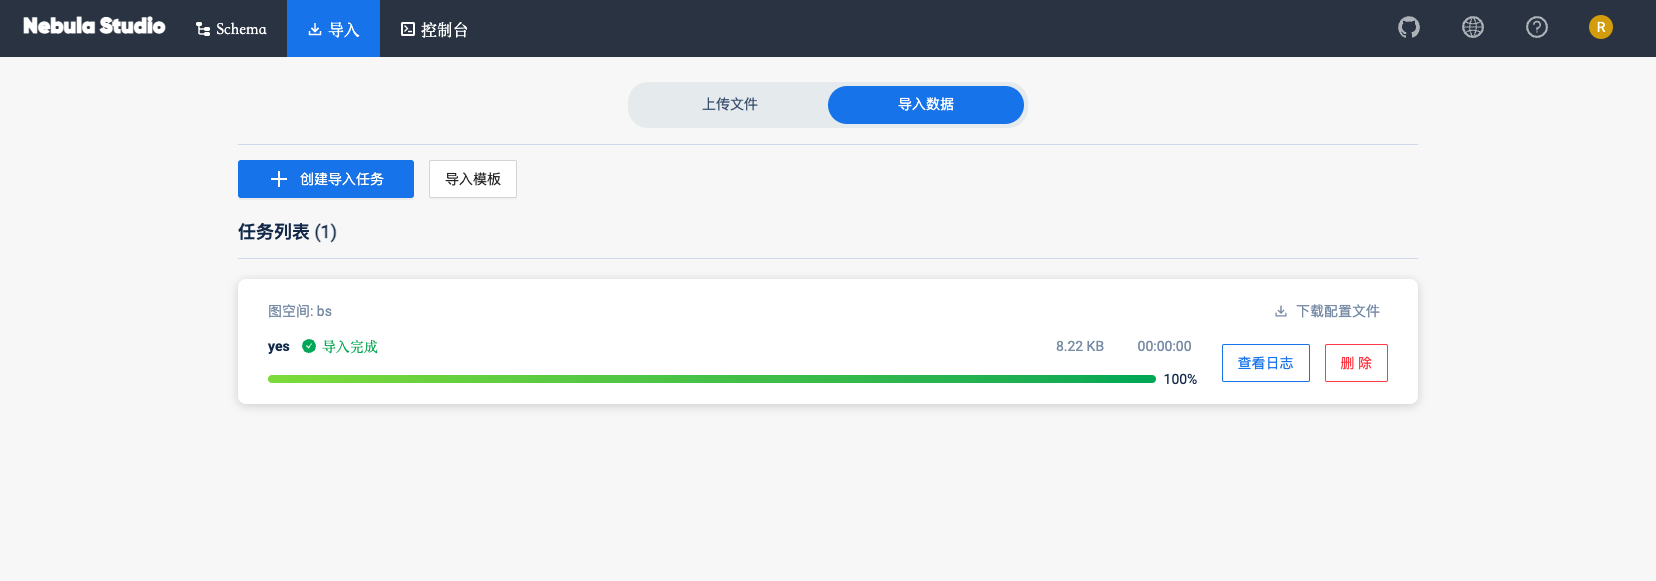 Nebula Studio Schema 导入 控制台 R
上传文件 导入数据
创建导入任务 导入模板
任务列表 (1)
图空间: bs 下载配置文件
yes 导入完成 8.22 KB 00:00:00
查看日志 删 除
100%